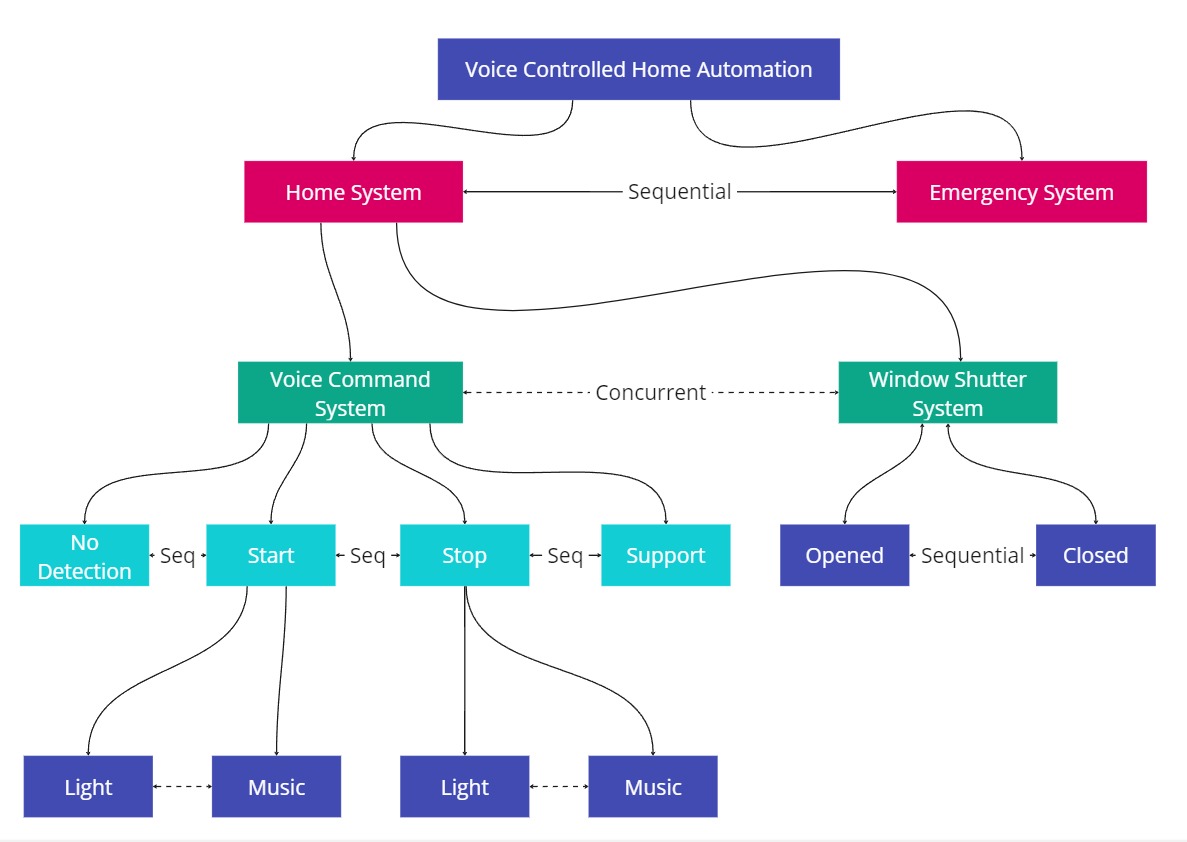 Voice Controlled Home Automation
Home System
Sequential
Emergency System
Voice Command
System
Concurrent
Window Shutter
System
No
Detection
Seq
Start
Seq
Stop
Seq
Support
Opened
Sequential
Closed
Light
Music
Light
Music